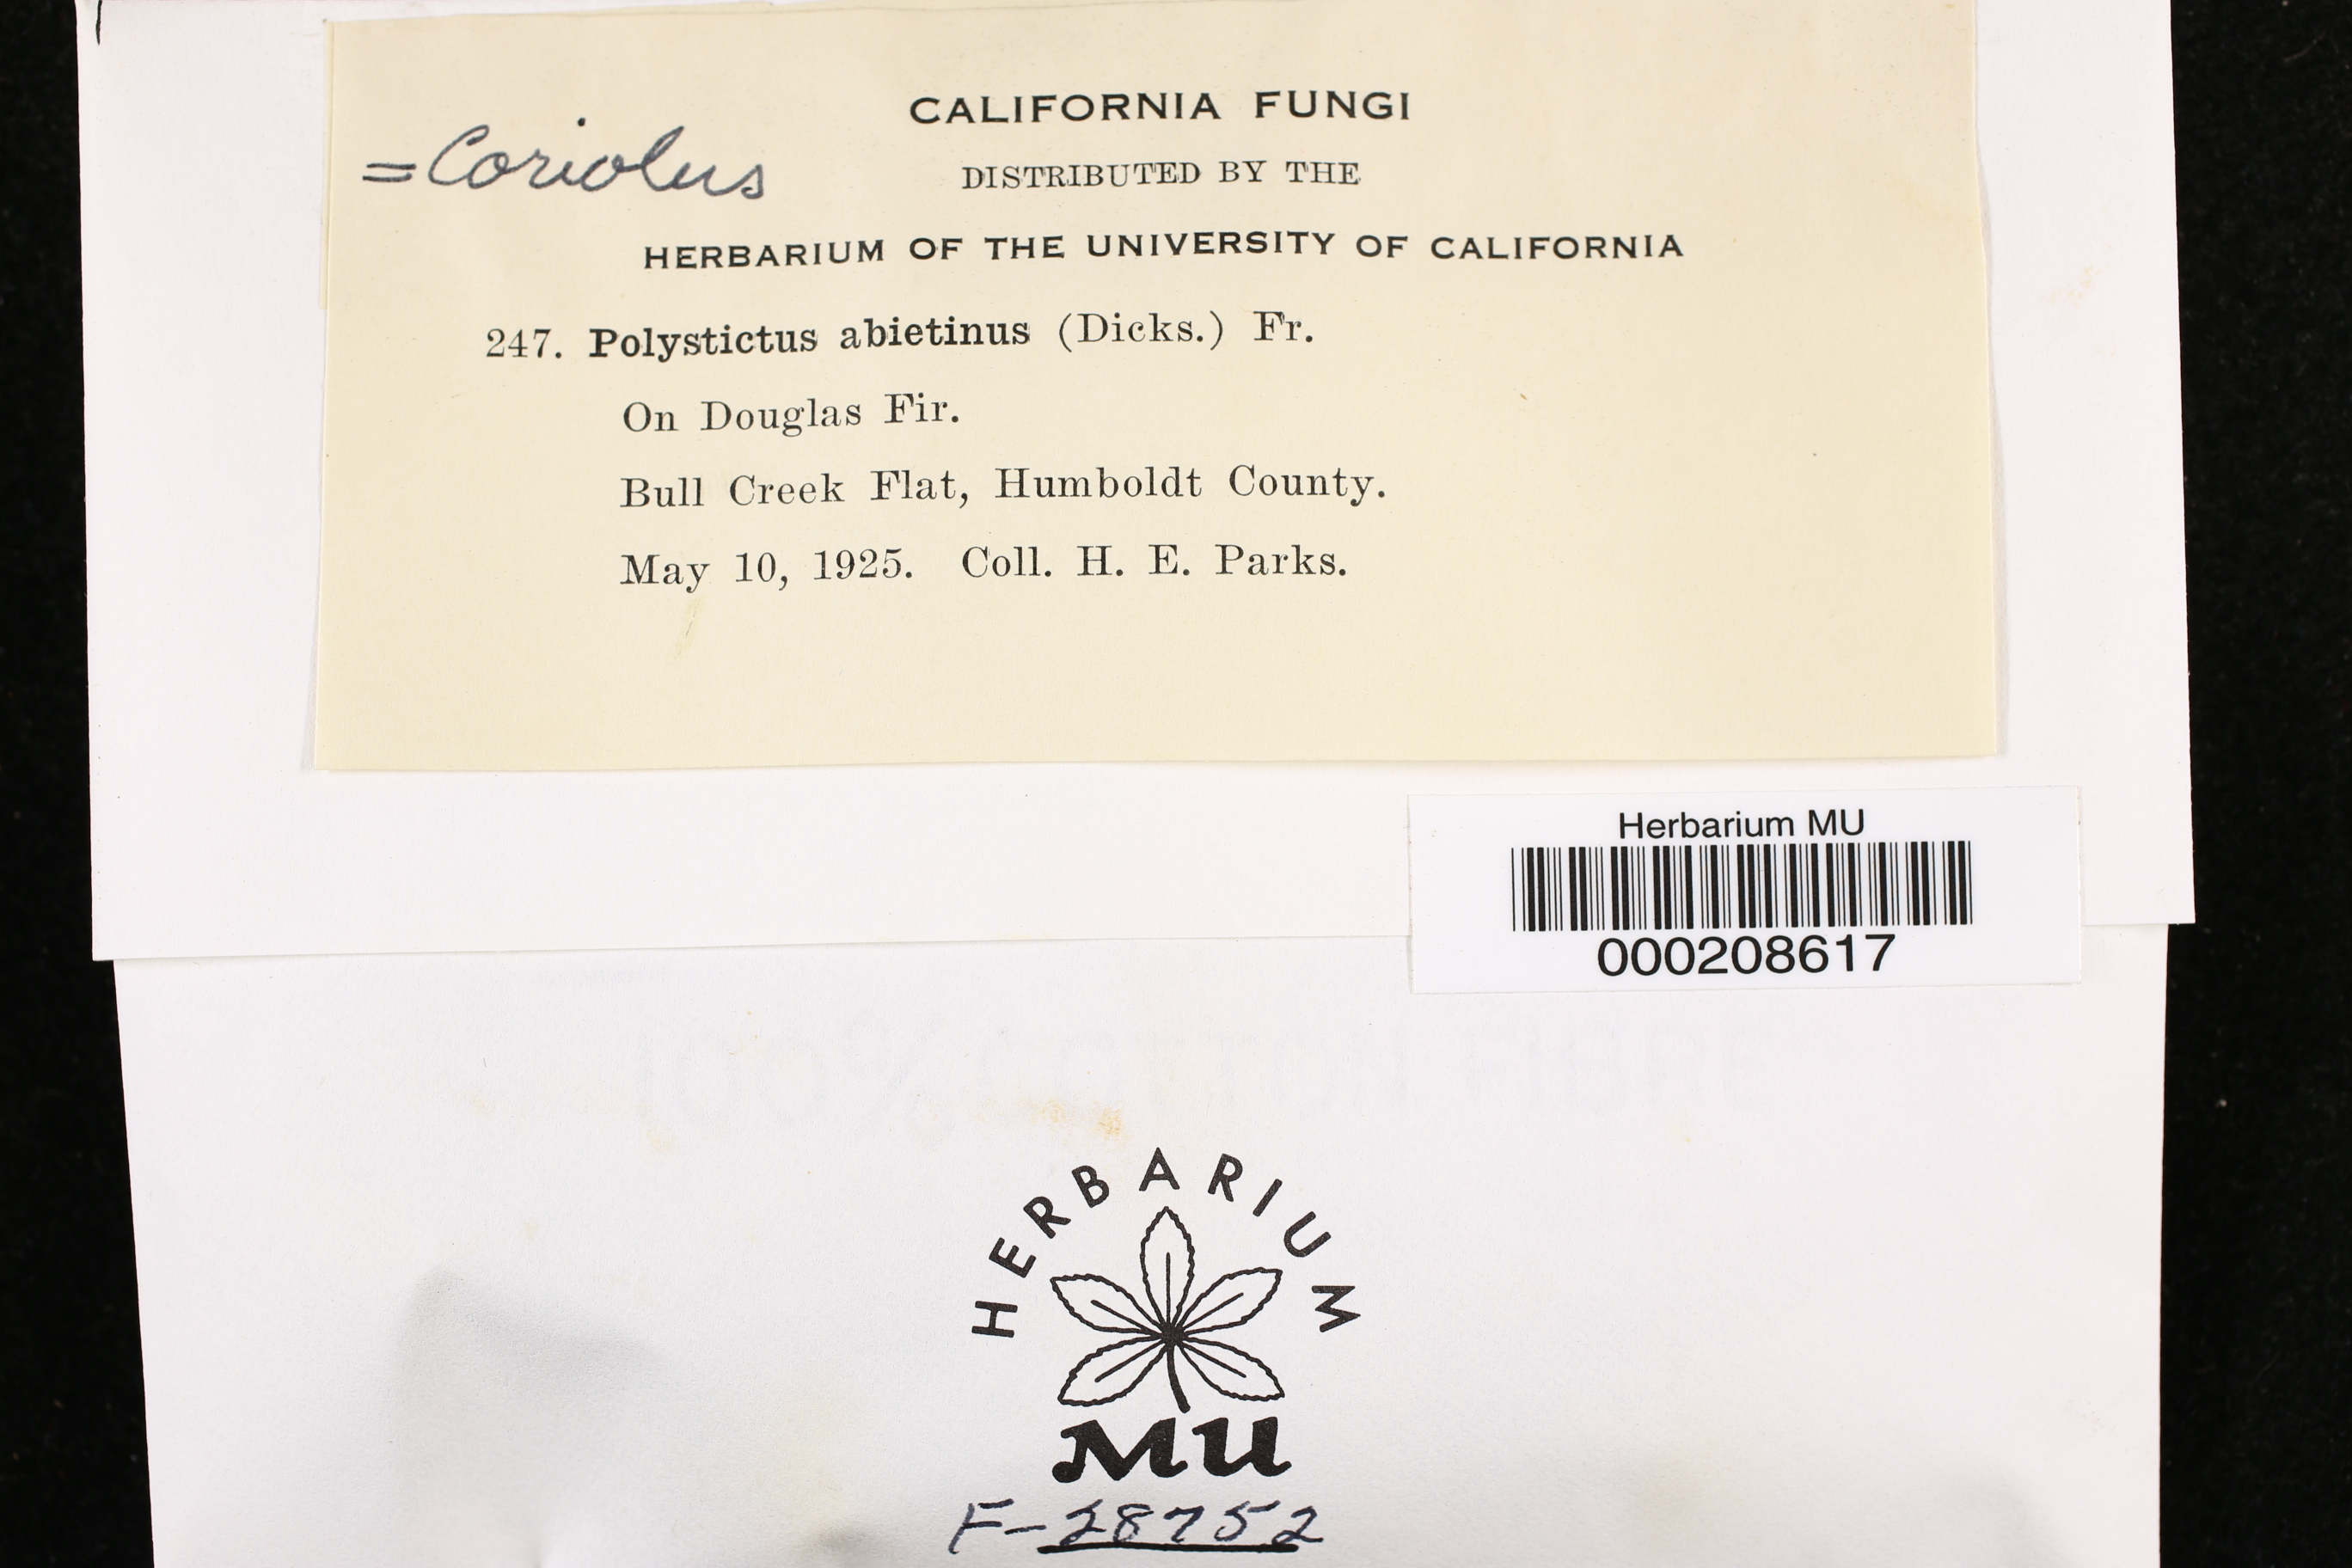 CALIFORNIA FUNGI
=Coriolus
DISTRIBUTED BY THE
HERBARIUM OF THE UNIVERSITY OF CALIFORNIA
247. Polystictus abietinus (Dicks.) Fr.
On Douglas Fir.
Bull Creek Flat, Humboldt County.
May 10, 1925. Coll. H. E. Parks.
Herbarium MU
000208617
HERBARIUM
MU
F-28752